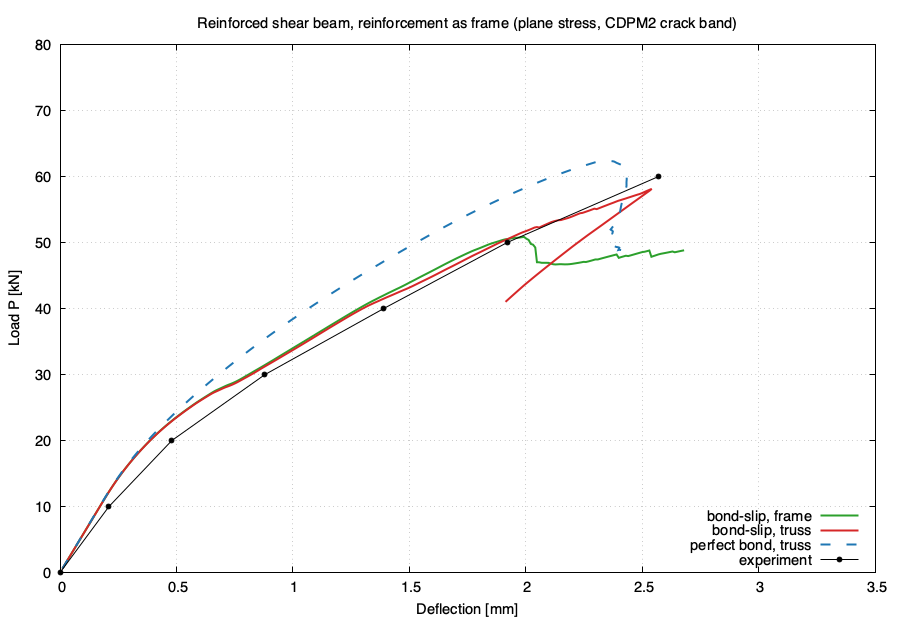 Reinforced shear beam, reinforcement as frame (plane stress, CDPM2 crack band)
80
70
60
50
40
30
20
10
0
Load P [kN]
0
0.5
1
1.5
2
2.5
3
3.5
Deflection [mm]
bond-slip, frame
bond-slip, truss
perfect bond, truss
experiment